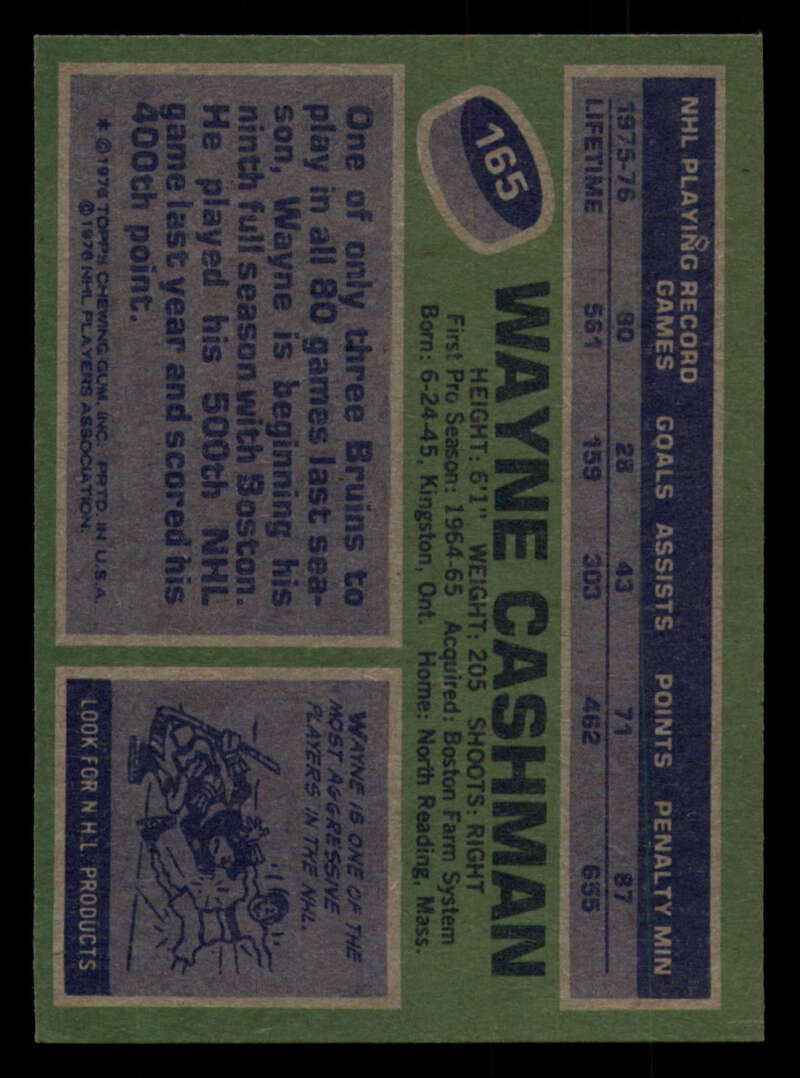 NHL PLAYING RECORD
GAMES GOALS ASSISTS POINTS PENALTY MIN
1975-76 80 28 43 71 87
LIFETIME 561 159 303 462 655
165
WAYNE CASHMAN
HEIGHT: 6'1" WEIGHT: 205 SHOOTS: RIGHT
First Pro Season: 1964-65 Acquired: Boston Farm System
Born: 6-24-45, Kingston, Ont. Home: North Reading, Mass.
One of only three Bruins to
play in all 80 games last sea-
son, Wayne is beginning his
ninth full season with Boston.
He played his 500th NHL
game last year and scored his
400th point.
* © 1976 TOPPS CHEWING GUM, INC. PRTD. IN U.S.A.
© 1976 NHL PLAYERS ASSOCIATION.
WAYNE IS ONE OF THE
MOST AGGRESSIVE
PLAYERS IN THE NHL.
LOOK FOR N.H.L. PRODUCTS